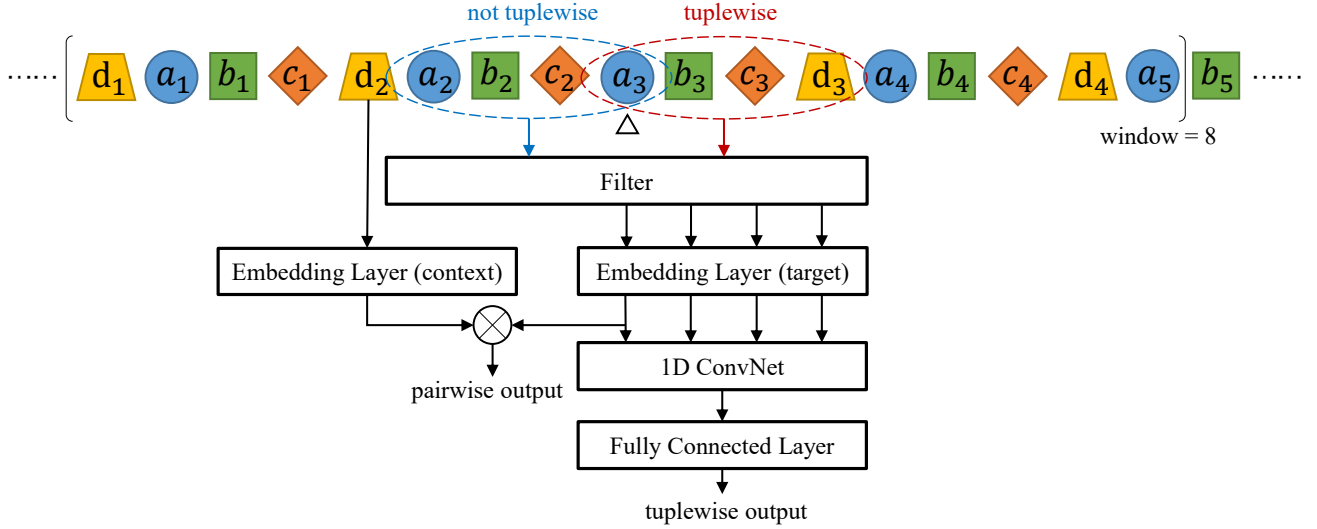 not tuplewise tuplewise
...... d₁ a₁ b₁ c₁ d₂ a₂ b₂ c₂ a₃ b₃ c₃ d₃ a₄ b₄ c₄ d₄ a₅ b₅ ......
window = 8
Filter
Embedding Layer (context) Embedding Layer (target)
1D ConvNet
pairwise output
Fully Connected Layer
tuplewise output